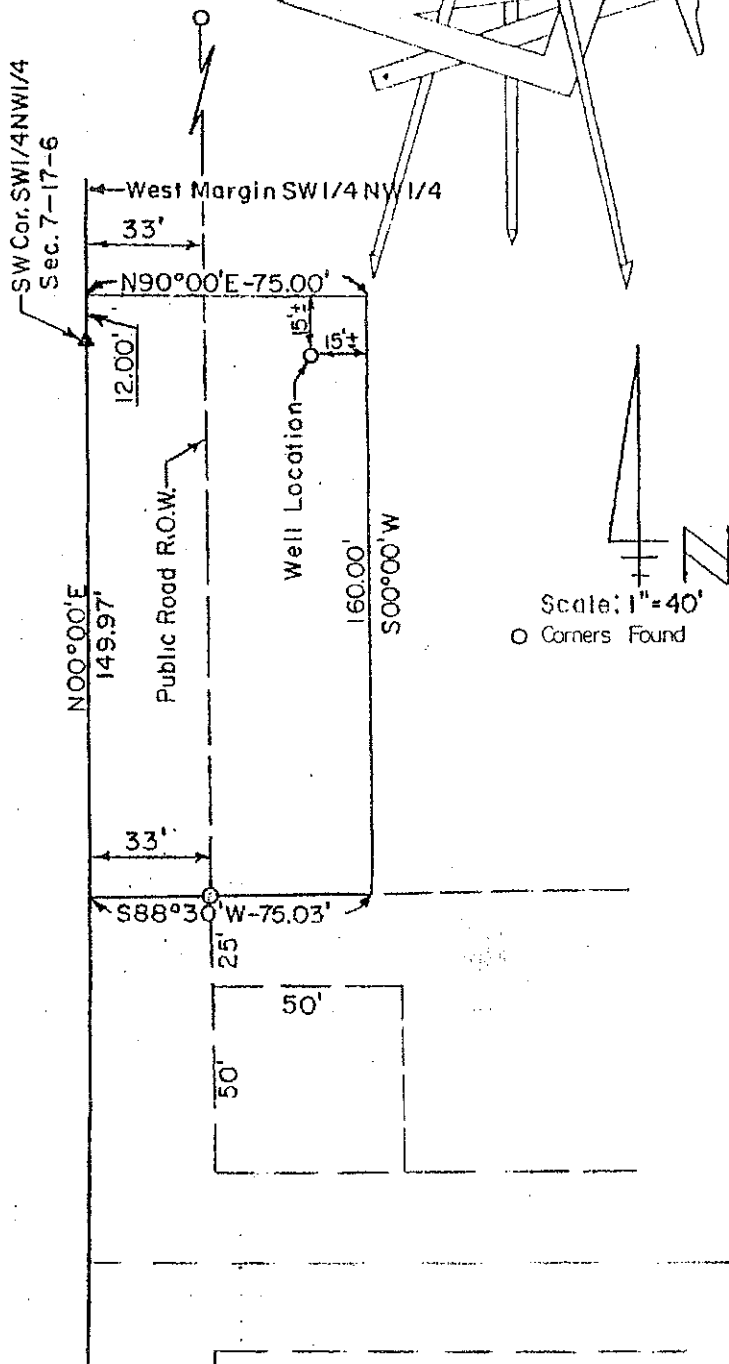 SW Cor. SW1/4NW1/4
Sec. 7-17-6
West Margin SW1/4 NW1/4
33'
N90°00'E-75.00'
12.00'
15'±
15'±
Well Location
Public Road R.O.W.
N00°00'E
149.97'
160.00'
S00°00'W
N
Scale: 1"=40'
O Corners Found
33'
S88°30'W-75.03'
25'
50'
50'